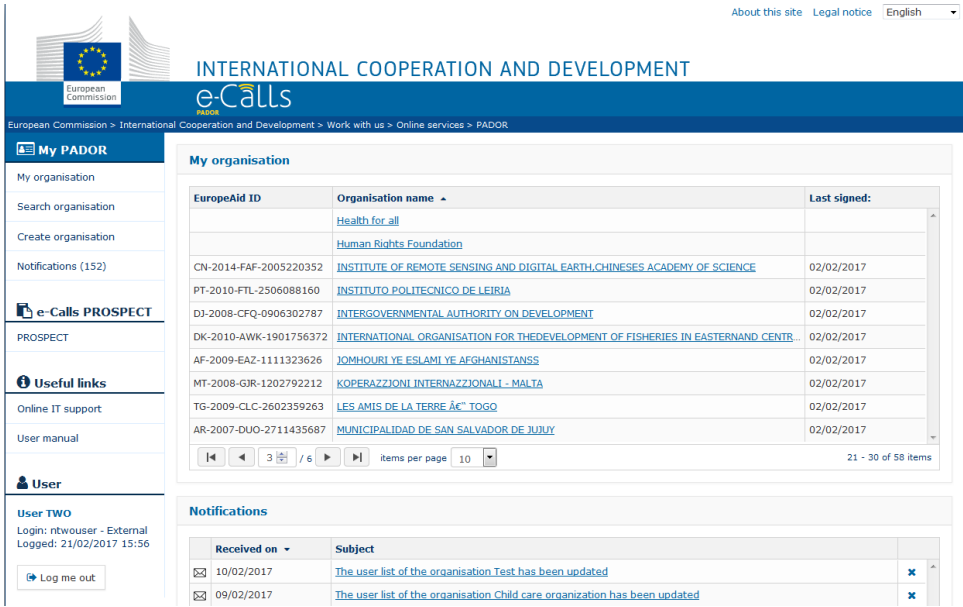 About this site Legal notice English
European
Commission
INTERNATIONAL COOPERATION AND DEVELOPMENT
e-Calls
PADOR
European Commission > International Cooperation and Development > Work with us > Online services > PADOR
My PADOR
My organisation
Search organisation
Create organisation
Notifications (152)
e-Calls PROSPECT
PROSPECT
Useful links
Online IT support
User manual
User
User TWO
Login: ntwouser - External
Logged: 21/02/2017 15:56
Log me out
My organisation
EuropeAid ID Organisation name Last signed:
Health for all
Human Rights Foundation
CN-2014-FAF-2005220352 INSTITUTE OF REMOTE SENSING AND DIGITAL EARTH,CHINESES ACADEMY OF SCIENCE 02/02/2017
PT-2010-FTL-2506088160 INSTITUTO POLITECNICO DE LEIRIA 02/02/2017
DJ-2008-CFQ-0906302787 INTERGOVERNMENTAL AUTHORITY ON DEVELOPMENT 02/02/2017
DK-2010-AWK-1901756372 INTERNATIONAL ORGANISATION FOR THEDEVELOPMENT OF FISHERIES IN EASTERNAND CENTR... 02/02/2017
AF-2009-EAZ-1111323626 JOMHOURI YE ESLAMI YE AFGHANISTANSS 02/02/2017
MT-2008-GJR-1202792212 KOPERAZZJONI INTERNAZZJONALI - MALTA 02/02/2017
TG-2009-CLC-2602359263 LES AMIS DE LA TERRE Â€“ TOGO 02/02/2017
AR-2007-DUO-2711435687 MUNICIPALIDAD DE SAN SALVADOR DE JUJUY 02/02/2017
3 / 6 items per page 10 21 - 30 of 58 items
Notifications
Received on Subject
10/02/2017 The user list of the organisation Test has been updated
09/02/2017 The user list of the organisation Child care organization has been updated